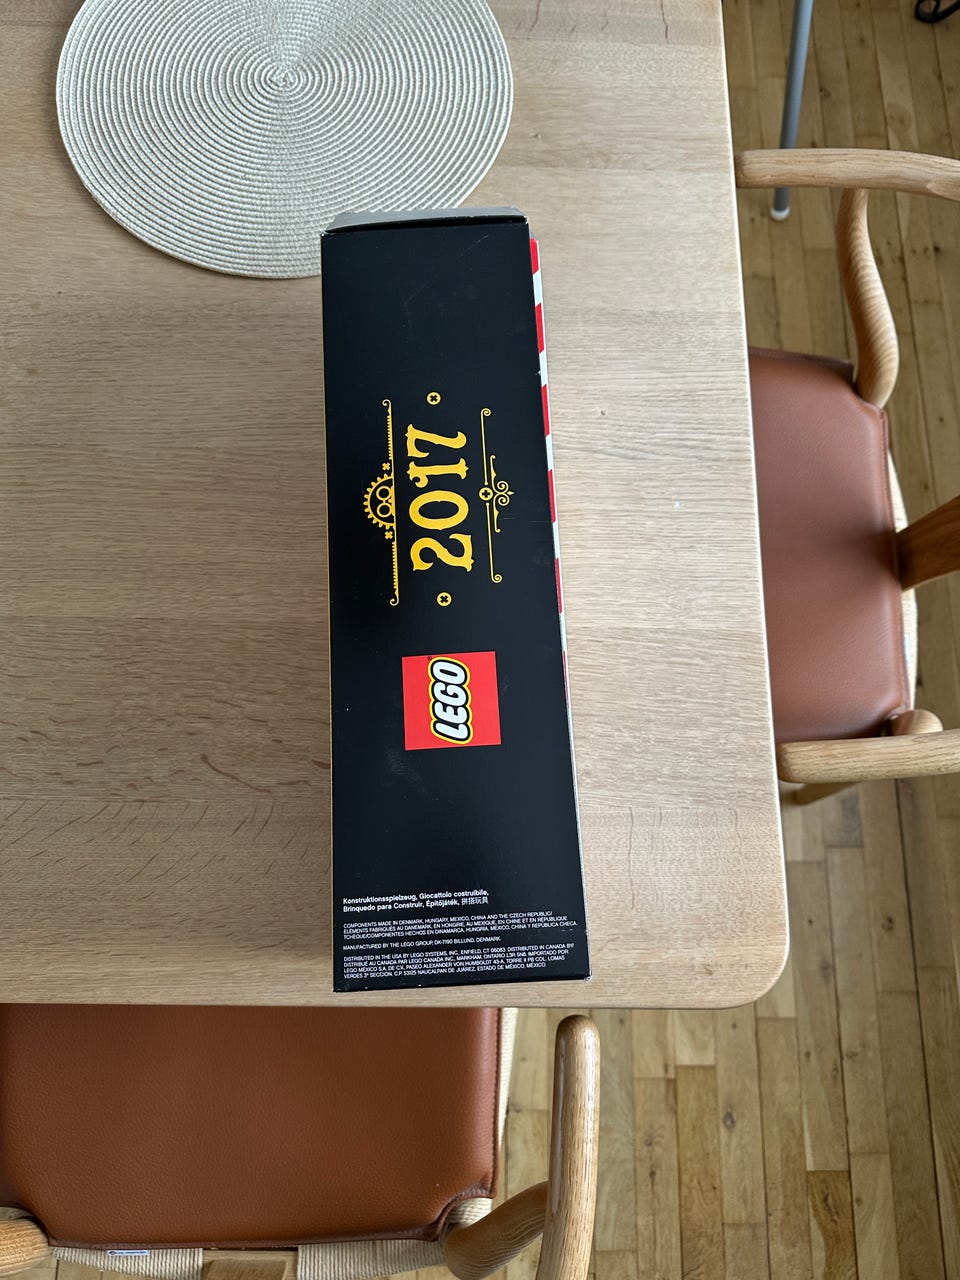 2017
LEGO
Konstruktionsspielzeug, Giocattolo costruibile,
Brinquedo para Construir, Építőjáték, 拼搭玩具
COMPONENTS MADE IN DENMARK, HUNGARY, MEXICO, CHINA AND THE CZECH REPUBLIC/
ÉLÉMENTS FABRIQUÉS AU DANEMARK, EN HONGRIE, AU MEXIQUE, EN CHINE ET EN RÉPUBLIQUE
TCHÈQUE/COMPONENTES HECHOS EN DINAMARCA, HUNGRÍA, MÉXICO, CHINA Y REPÚBLICA CHECA.
MANUFACTURED BY THE LEGO GROUP, DK-7190 BILLUND, DENMARK.
DISTRIBUTED IN THE USA BY LEGO SYSTEMS, INC., ENFIELD, CT 06083. DISTRIBUTED IN CANADA BY/
DISTRIBUÉ AU CANADA PAR LEGO CANADA INC., MARKHAM, ONTARIO L3R 5N8. IMPORTADO POR:
LEGO MÉXICO S.A. DE C.V., PASEO ALEXANDER VON HUMBOLDT 43-A, TORRE II PB COL. LOMAS
VERDES 3ª SECCIÓN, C.P. 53125 NAUCALPAN DE JUÁREZ, ESTADO DE MÉXICO, MÉXICO.